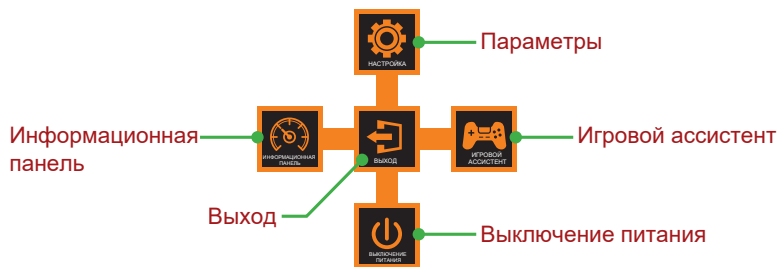 НАСТРОЙКА
Параметры
Информационная
панель
ИНФОРМАЦИОННАЯ
ПАНЕЛЬ
ВЫХОД
ИГРОВОЙ
АССИСТЕНТ
Игровой ассистент
Выход
ВЫКЛЮЧЕНИЕ
ПИТАНИЯ
Выключение питания